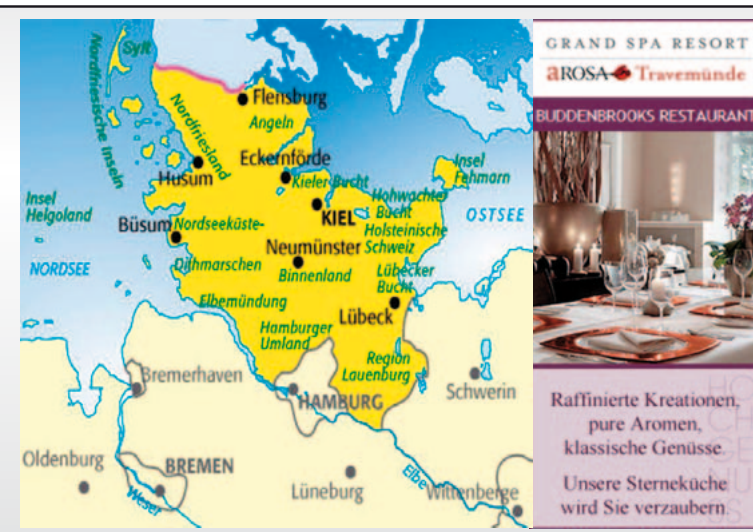 Sylt
Nordfriesische Inseln
Flensburg
Angeln
Nordfriesland
Eckernförde
Husum
Kieler Bucht
Insel
Fehmarn
Insel
Helgoland
KIEL
Hohwachter
Bucht
OSTSEE
Büsum
Nordseeküste-
Holsteinische
Schweiz
Neumünster
NORDSEE
Dithmarschen
Binnenland
Lübecker
Bucht
Elbemündung
Lübeck
Hamburger
Umland
Region
Lauenburg
Bremerhaven
HAMBURG
Schwerin
Oldenburg
BREMEN
Weser
Lüneburg
Elbe
Wittenberge
GRAND SPA RESORT
aROSA Travemünde
BUDDENBROOKS RESTAURANT
Raffinierte Kreationen,
pure Aromen,
klassische Genüsse.
Unsere Sterneküche
wird Sie verzaubern.